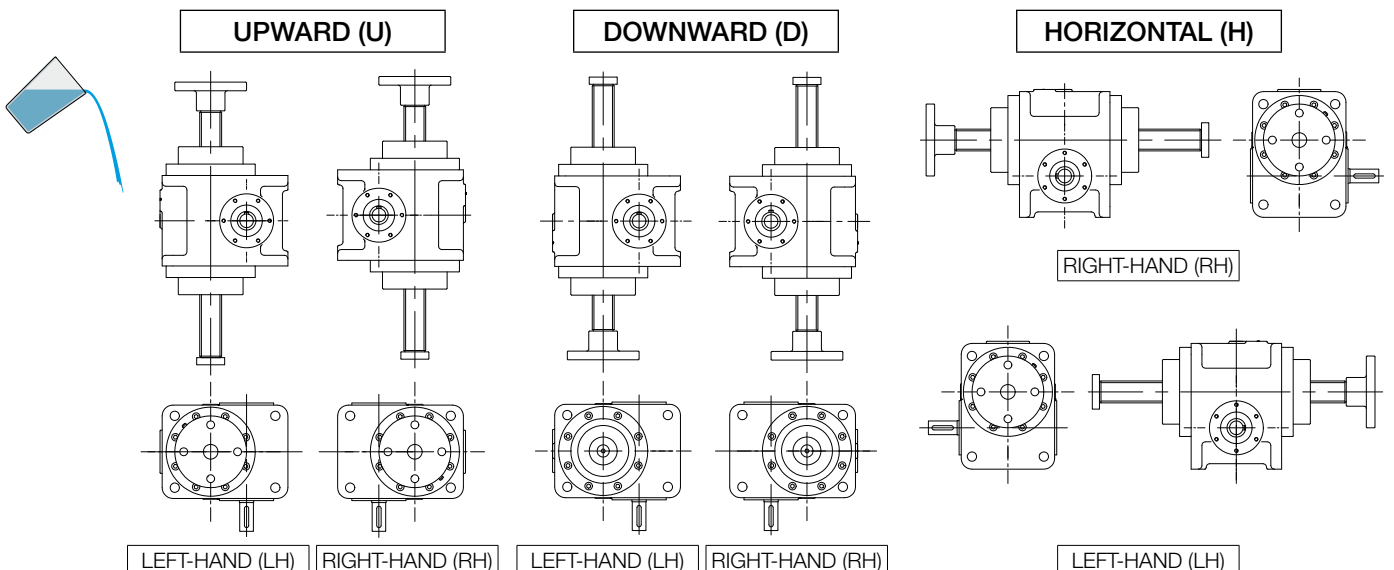 UPWARD (U)
DOWNWARD (D)
HORIZONTAL (H)
RIGHT-HAND (RH)
LEFT-HAND (LH)
RIGHT-HAND (RH)
LEFT-HAND (LH)
RIGHT-HAND (RH)
LEFT-HAND (LH)